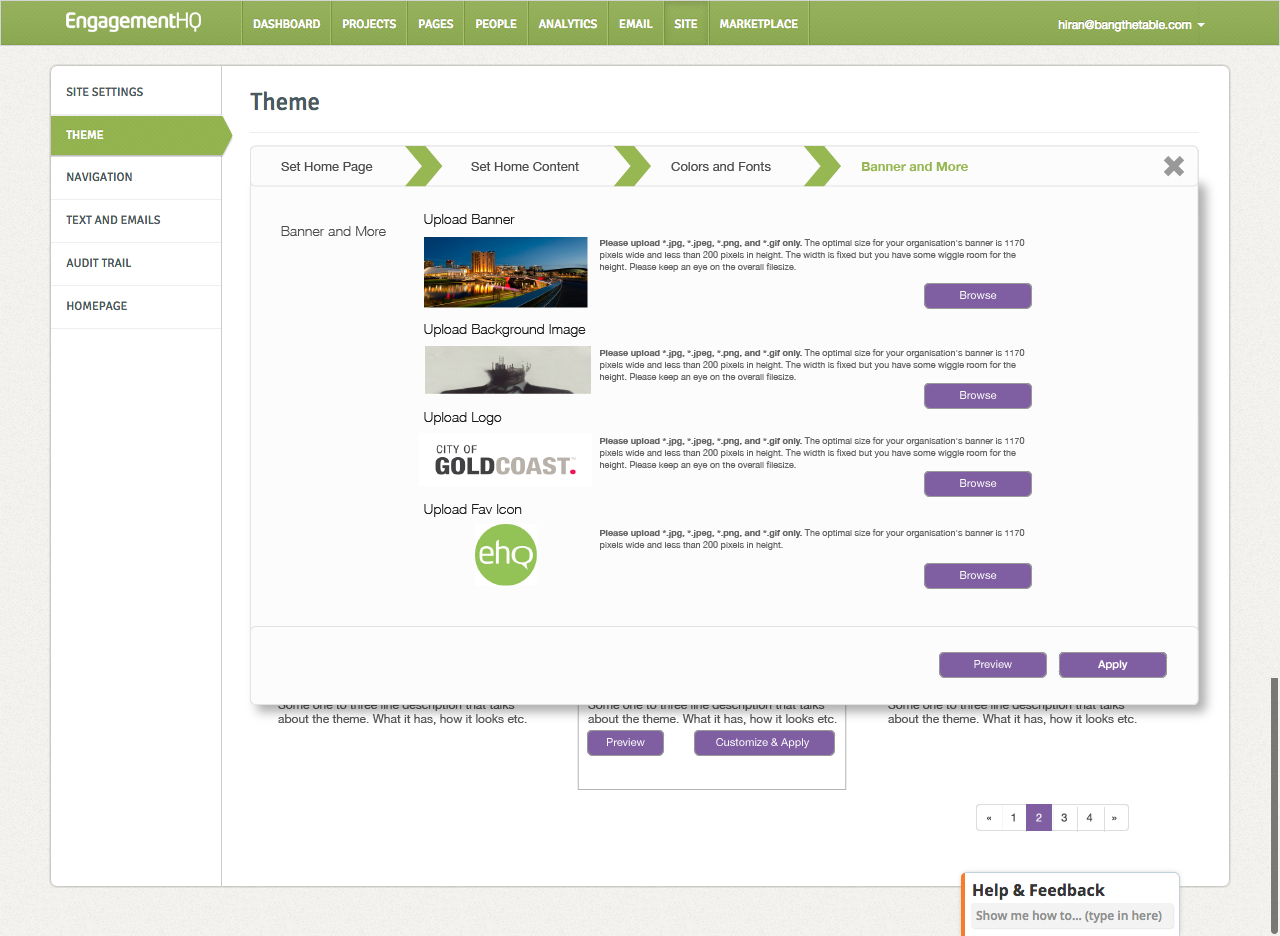 EngagementHQ
DASHBOARD
PROJECTS
PAGES
PEOPLE
ANALYTICS
EMAIL
SITE
MARKETPLACE
hiran@bangthetable.com
SITE SETTINGS
THEME
NAVIGATION
TEXT AND EMAILS
AUDIT TRAIL
HOMEPAGE
Theme
Set Home Page
Set Home Content
Colors and Fonts
Banner and More
Banner and More
Upload Banner
Please upload *.jpg, *.jpeg, *.png, and *.gif only. The optimal size for your organisation's banner is 1170
pixels wide and less than 200 pixels in height. The width is fixed but you have some wiggle room for the
height. Please keep an eye on the overall filesize.
Browse
Upload Background Image
Please upload *.jpg, *.jpeg, *.png, and *.gif only. The optimal size for your organisation's banner is 1170
pixels wide and less than 200 pixels in height. The width is fixed but you have some wiggle room for the
height. Please keep an eye on the overall filesize.
Browse
Upload Logo
CITY OF
GOLDCOAST.
Please upload *.jpg, *.jpeg, *.png, and *.gif only. The optimal size for your organisation's banner is 1170
pixels wide and less than 200 pixels in height. The width is fixed but you have some wiggle room for the
height. Please keep an eye on the overall filesize.
Browse
Upload Fav Icon
ehq
Please upload *.jpg, *.jpeg, *.png, and *.gif only. The optimal size for your organisation's banner is 1170
pixels wide and less than 200 pixels in height.
Browse
Preview
Apply
Some one to three line description that talks
about the theme. What it has, how it looks etc.
Some one to three line description that talks
about the theme. What it has, how it looks etc.
Preview
Customize & Apply
Some one to three line description that talks
about the theme. What it has, how it looks etc.
« 1 2 3 4 »
Help & Feedback
Show me how to... (type in here)